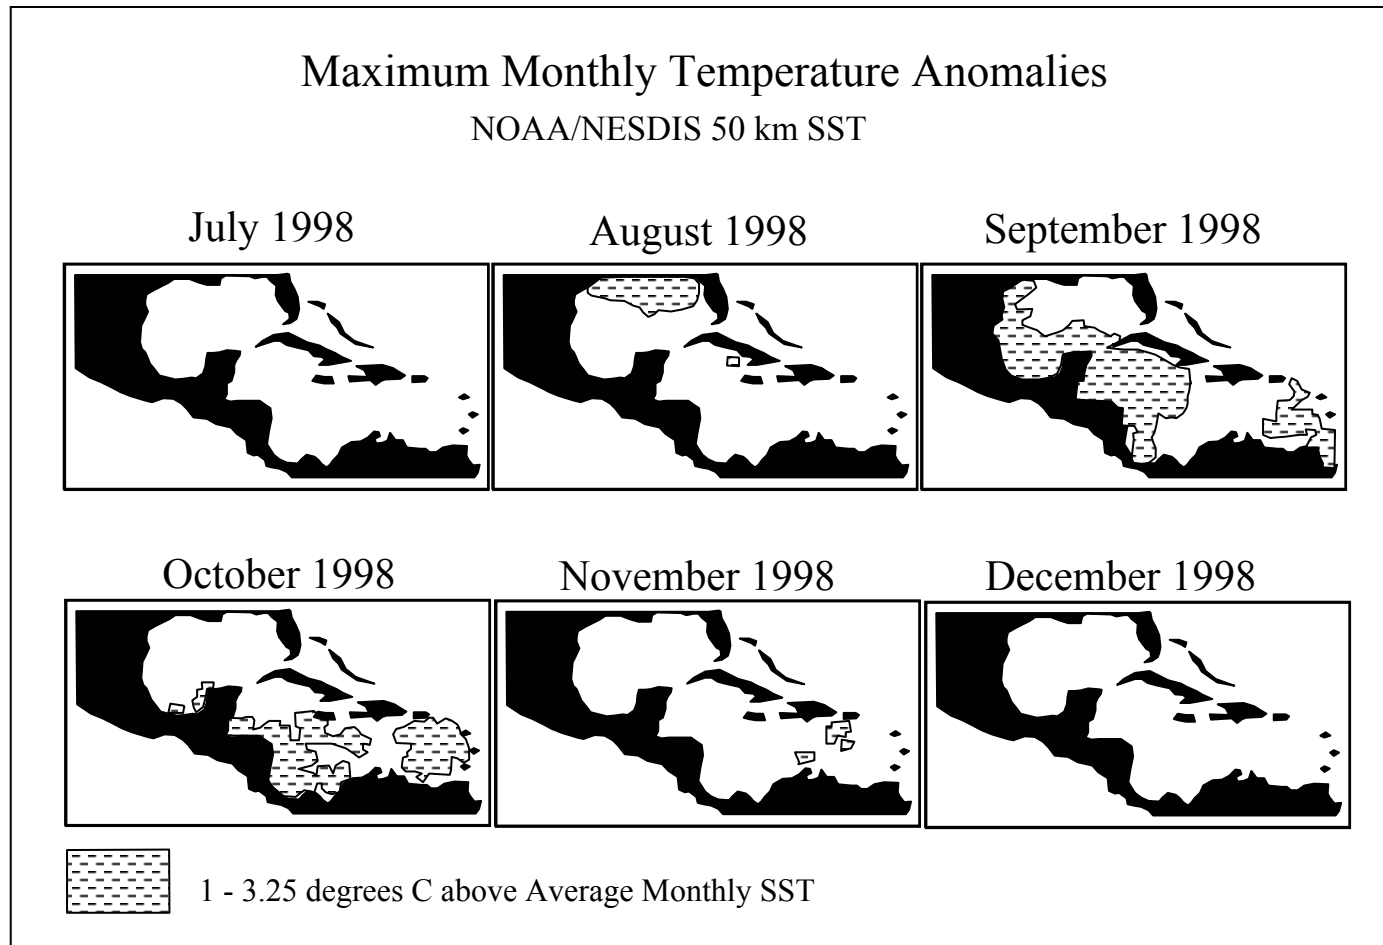 Maximum Monthly Temperature Anomalies
NOAA/NESDIS 50 km SST
July 1998
August 1998
September 1998
October 1998
November 1998
December 1998
1 - 3.25 degrees C above Average Monthly SST